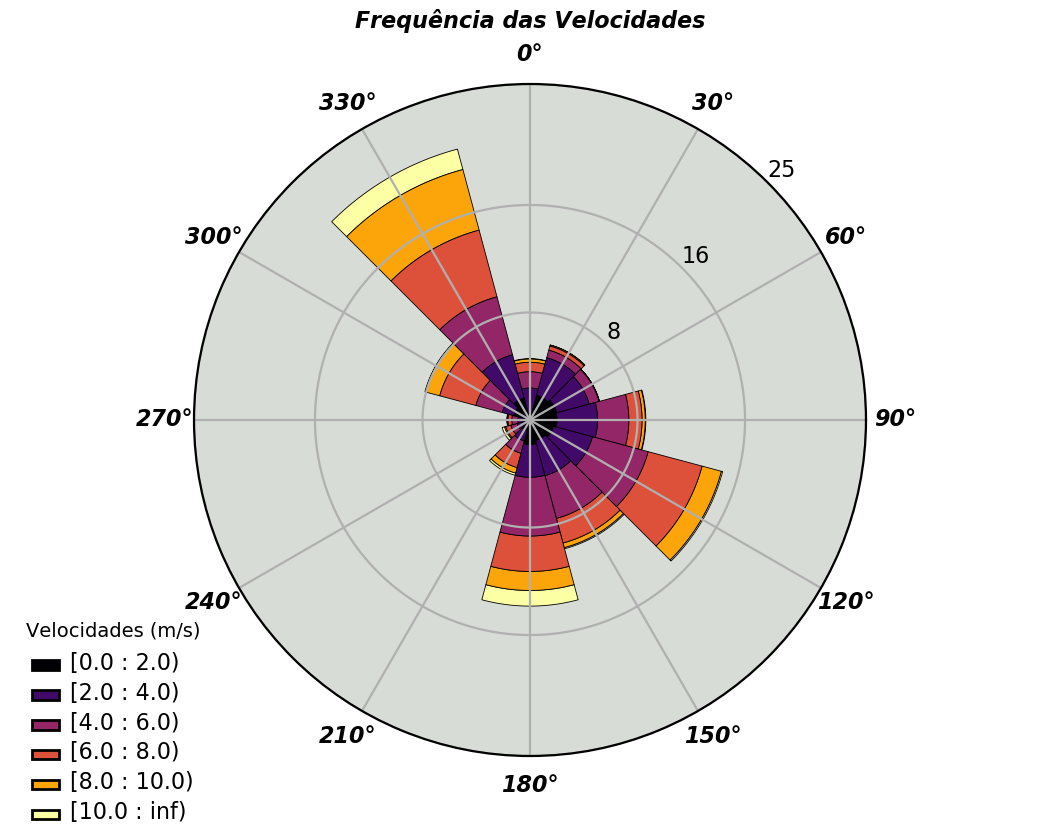 Frequência das Velocidades
0°
330°
30°
25
300°
60°
16
8
270°
90°
240°
120°
Velocidades (m/s)
[0.0 : 2.0)
[2.0 : 4.0)
[4.0 : 6.0)
210°
150°
[6.0 : 8.0)
180°
[8.0 : 10.0)
[10.0 : inf)